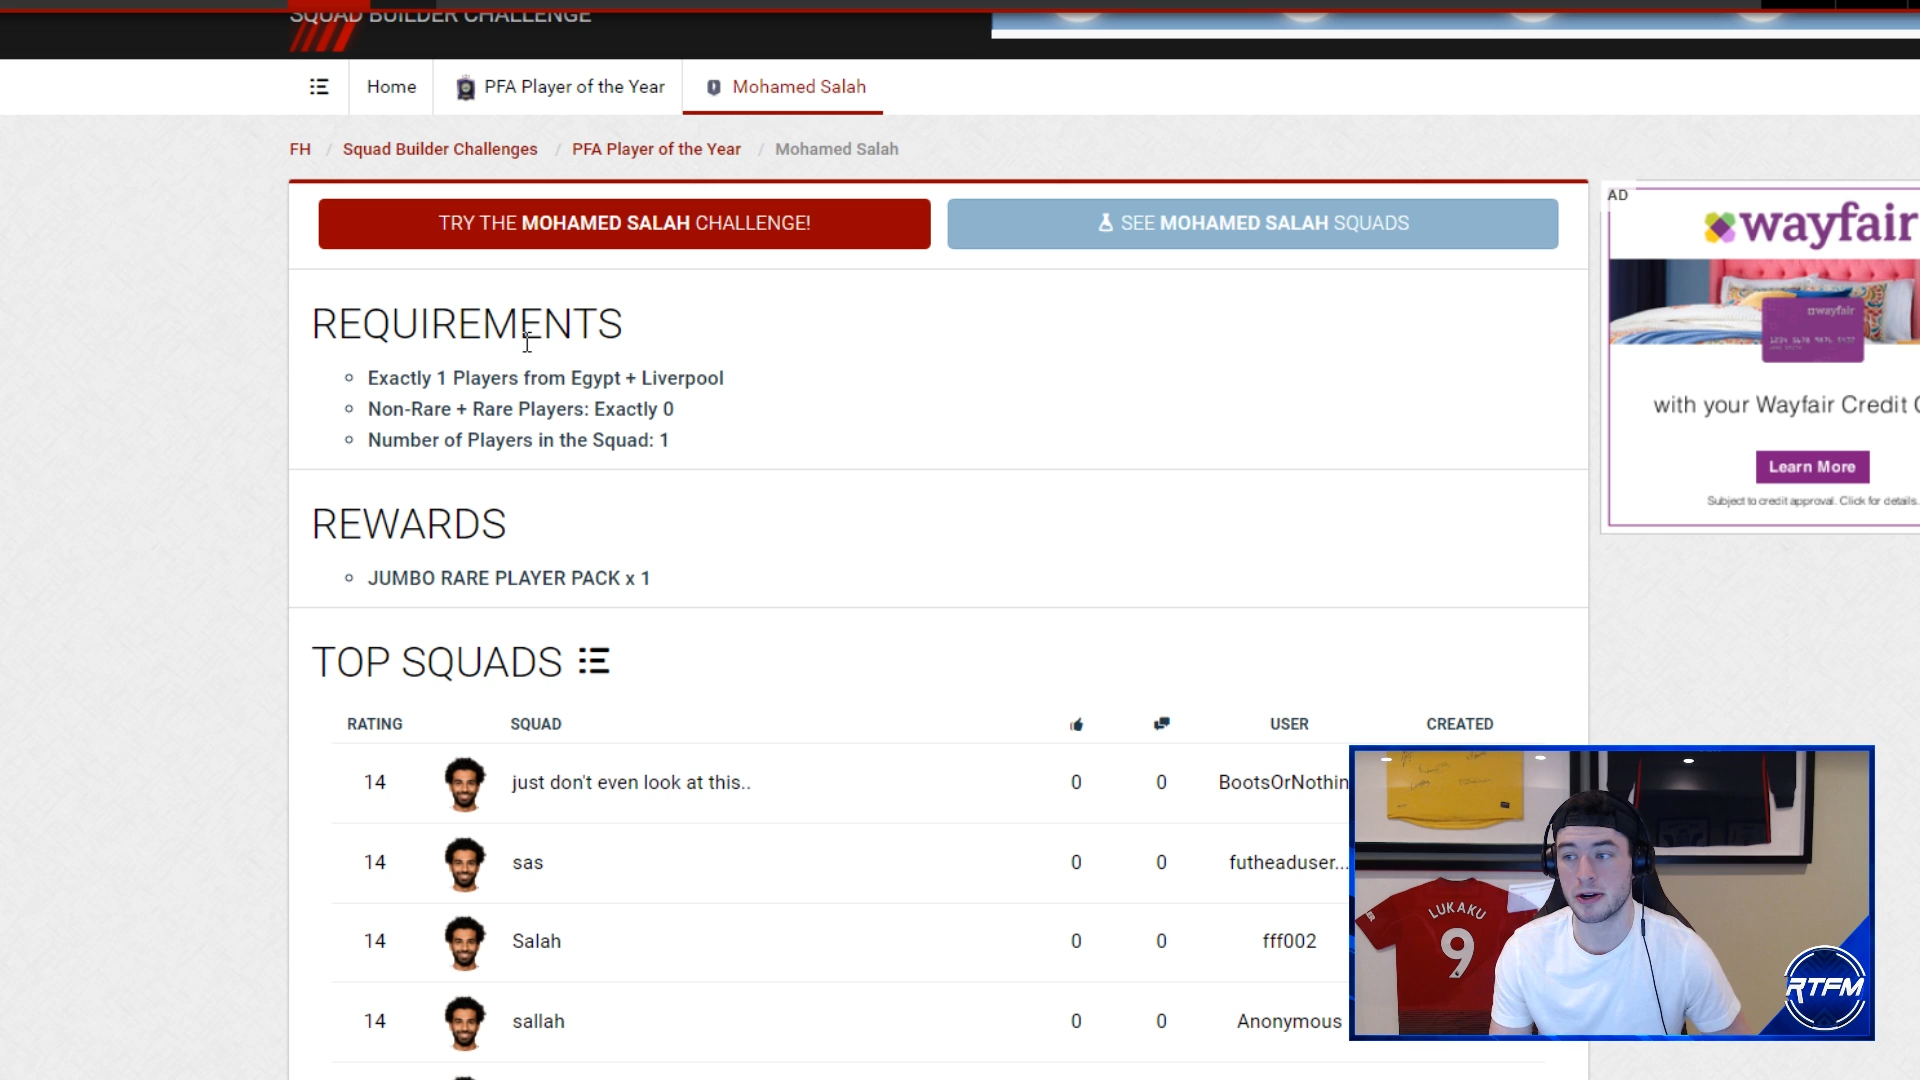 SQUAD BUILDER CHALLENGE
Home
PFA Player of the Year
Mohamed Salah
FH / Squad Builder Challenges / PFA Player of the Year / Mohamed Salah
TRY THE MOHAMED SALAH CHALLENGE!
SEE MOHAMED SALAH SQUADS
AD
wayfair
wayfair
with your Wayfair Credit C
Learn More
Subject to credit approval. Click for details.
REQUIREMENTS
Exactly 1 Players from Egypt + Liverpool
Non-Rare + Rare Players: Exactly 0
Number of Players in the Squad: 1
REWARDS
JUMBO RARE PLAYER PACK x 1
TOP SQUADS
RATING SQUAD USER CREATED
14 just don't even look at this.. 0 0 BootsOrNothin
14 sas 0 0 futheaduser...
14 Salah 0 0 fff002
14 sallah 0 0 Anonymous
LUKAKU
9
RTFM